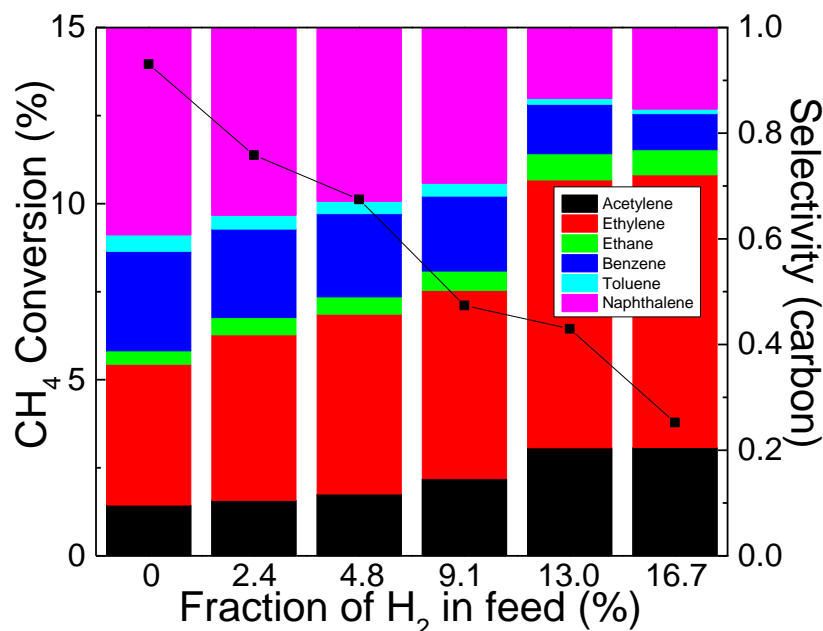 CH4 Conversion (%)
15
10
5
0
1.0
0.8
0.6
0.4
0.2
0.0
Selectivity (carbon)
Acetylene
Ethylene
Ethane
Benzene
Toluene
Naphthalene
0 2.4 4.8 9.1 13.0 16.7
Fraction of H2 in feed (%)